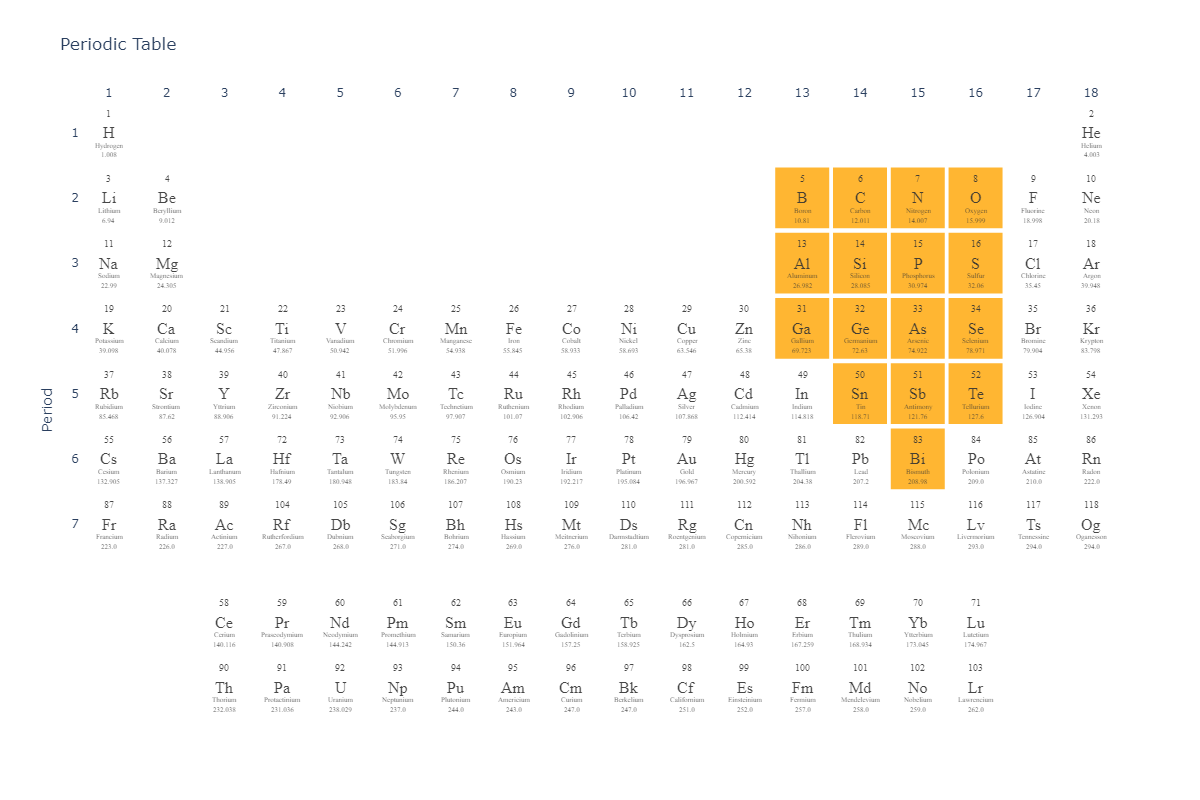 Periodic Table
1 2 3 4 5 6 7 8 9 10 11 12 13 14 15 16 17 18
1 2
1 H He
Hydrogen Helium
1.008 4.003
3 4 5 6 7 8 9 10
2 Li Be B C N O F Ne
Lithium Beryllium Boron Carbon Nitrogen Oxygen Fluorine Neon
6.94 9.012 10.81 12.011 14.007 15.999 18.998 20.18
11 12 13 14 15 16 17 18
3 Na Mg Al Si P S Cl Ar
Sodium Magnesium Aluminum Silicon Phosphorus Sulfur Chlorine Argon
22.99 24.305 26.982 28.085 30.974 32.06 35.45 39.948
19 20 21 22 23 24 25 26 27 28 29 30 31 32 33 34 35 36
4 K Ca Sc Ti V Cr Mn Fe Co Ni Cu Zn Ga Ge As Se Br Kr
Potassium Calcium Scandium Titanium Vanadium Chromium Manganese Iron Cobalt Nickel Copper Zinc Gallium Germanium Arsenic Selenium Bromine Krypton
39.098 40.078 44.956 47.867 50.942 51.996 54.938 55.845 58.933 58.693 63.546 65.38 69.723 72.63 74.922 78.971 79.904 83.798
37 38 39 40 41 42 43 44 45 46 47 48 49 50 51 52 53 54
5 Rb Sr Y Zr Nb Mo Tc Ru Rh Pd Ag Cd In Sn Sb Te I Xe
Rubidium Strontium Yttrium Zirconium Niobium Molybdenum Technetium Ruthenium Rhodium Palladium Silver Cadmium Indium Tin Antimony Tellurium Iodine Xenon
85.468 87.62 88.906 91.224 92.906 95.95 97.907 101.07 102.906 106.42 107.868 112.414 114.818 118.71 121.76 127.6 126.904 131.293
Period
55 56 57 72 73 74 75 76 77 78 79 80 81 82 83 84 85 86
6 Cs Ba La Hf Ta W Re Os Ir Pt Au Hg Tl Pb Bi Po At Rn
Cesium Barium Lanthanum Hafnium Tantalum Tungsten Rhenium Osmium Iridium Platinum Gold Mercury Thallium Lead Bismuth Polonium Astatine Radon
132.905 137.327 138.905 178.49 180.948 183.84 186.207 190.23 192.217 195.084 196.967 200.592 204.38 207.2 208.98 209.0 210.0 222.0
87 88 89 104 105 106 107 108 109 110 111 112 113 114 115 116 117 118
7 Fr Ra Ac Rf Db Sg Bh Hs Mt Ds Rg Cn Nh Fl Mc Lv Ts Og
Francium Radium Actinium Rutherfordium Dubnium Seaborgium Bohrium Hassium Meitnerium Darmstadtium Roentgenium Copernicium Nihonium Flerovium Moscovium Livermorium Tennessine Oganesson
223.0 226.0 227.0 267.0 268.0 271.0 274.0 269.0 276.0 281.0 281.0 285.0 286.0 289.0 288.0 293.0 294.0 294.0
58 59 60 61 62 63 64 65 66 67 68 69 70 71
Ce Pr Nd Pm Sm Eu Gd Tb Dy Ho Er Tm Yb Lu
Cerium Praseodymium Neodymium Promethium Samarium Europium Gadolinium Terbium Dysprosium Holmium Erbium Thulium Ytterbium Lutetium
140.116 140.908 144.242 144.913 150.36 151.964 157.25 158.925 162.5 164.93 167.259 168.934 173.045 174.967
90 91 92 93 94 95 96 97 98 99 100 101 102 103
Th Pa U Np Pu Am Cm Bk Cf Es Fm Md No Lr
Thorium Protactinium Uranium Neptunium Plutonium Americium Curium Berkelium Californium Einsteinium Fermium Mendelevium Nobelium Lawrencium
232.038 231.036 238.029 237.0 244.0 243.0 247.0 247.0 251.0 252.0 257.0 258.0 259.0 262.0